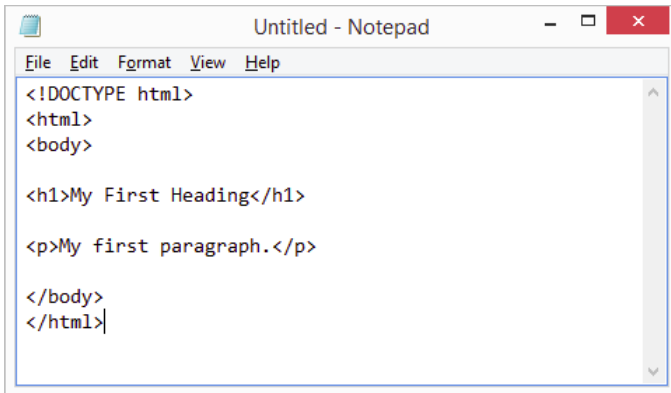 Untitled - Notepad
File Edit Format View Help
<!DOCTYPE html>
<html>
<body>
<h1>My First Heading</h1>
<p>My first paragraph.</p>
</body>
</html>